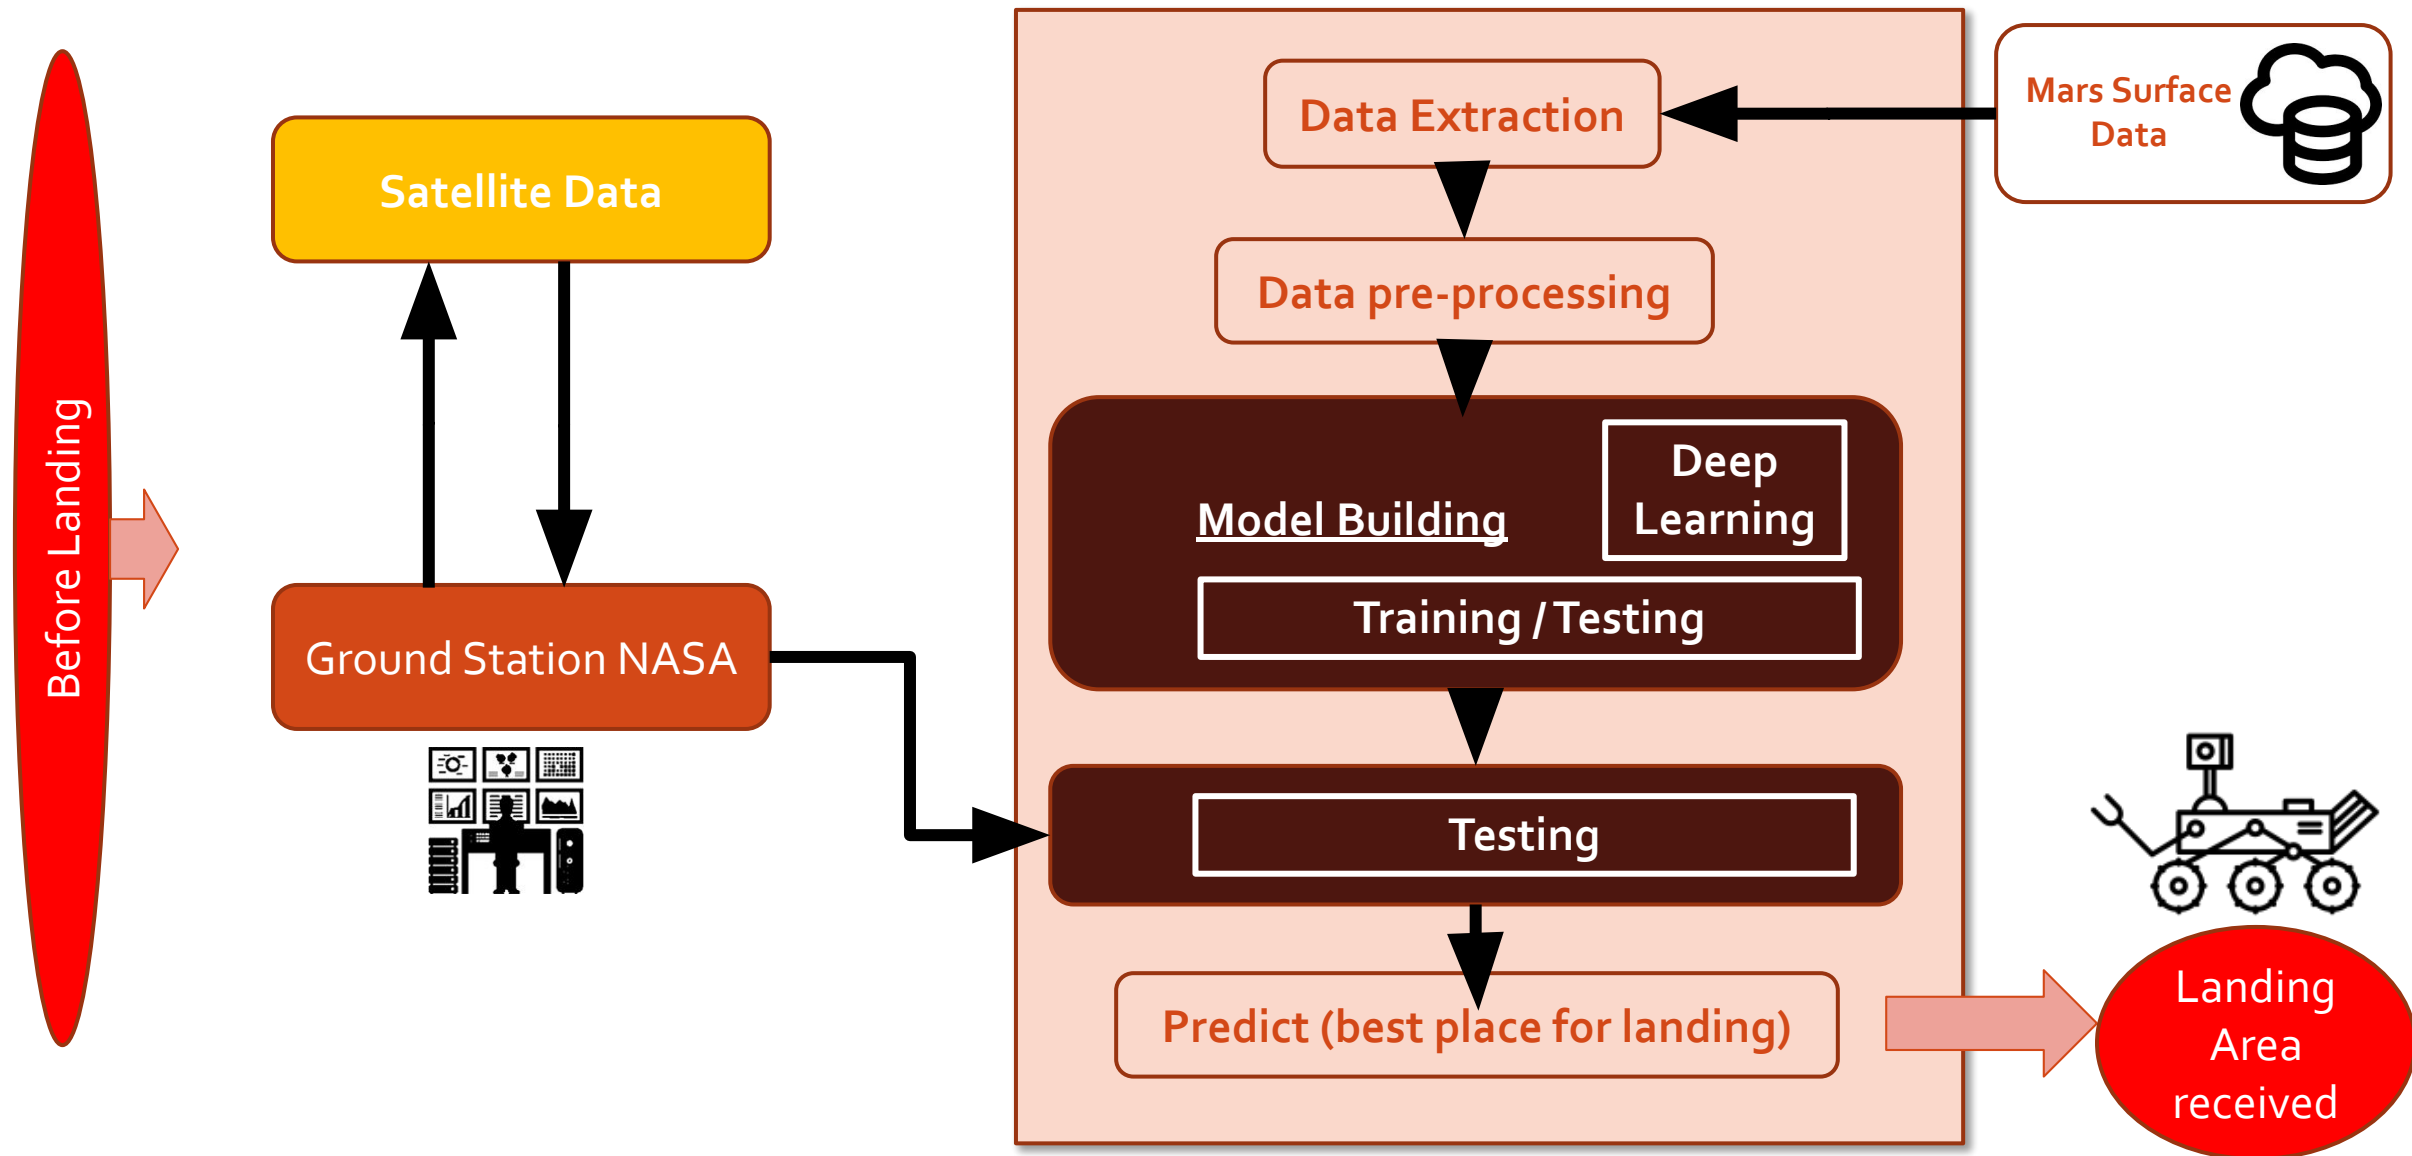 Before Landing
Satellite Data
Ground Station NASA
Data Extraction
Mars Surface
Data
Data pre-processing
Model Building
Deep
Learning
Training / Testing
Testing
Predict (best place for landing)
Landing
Area
received